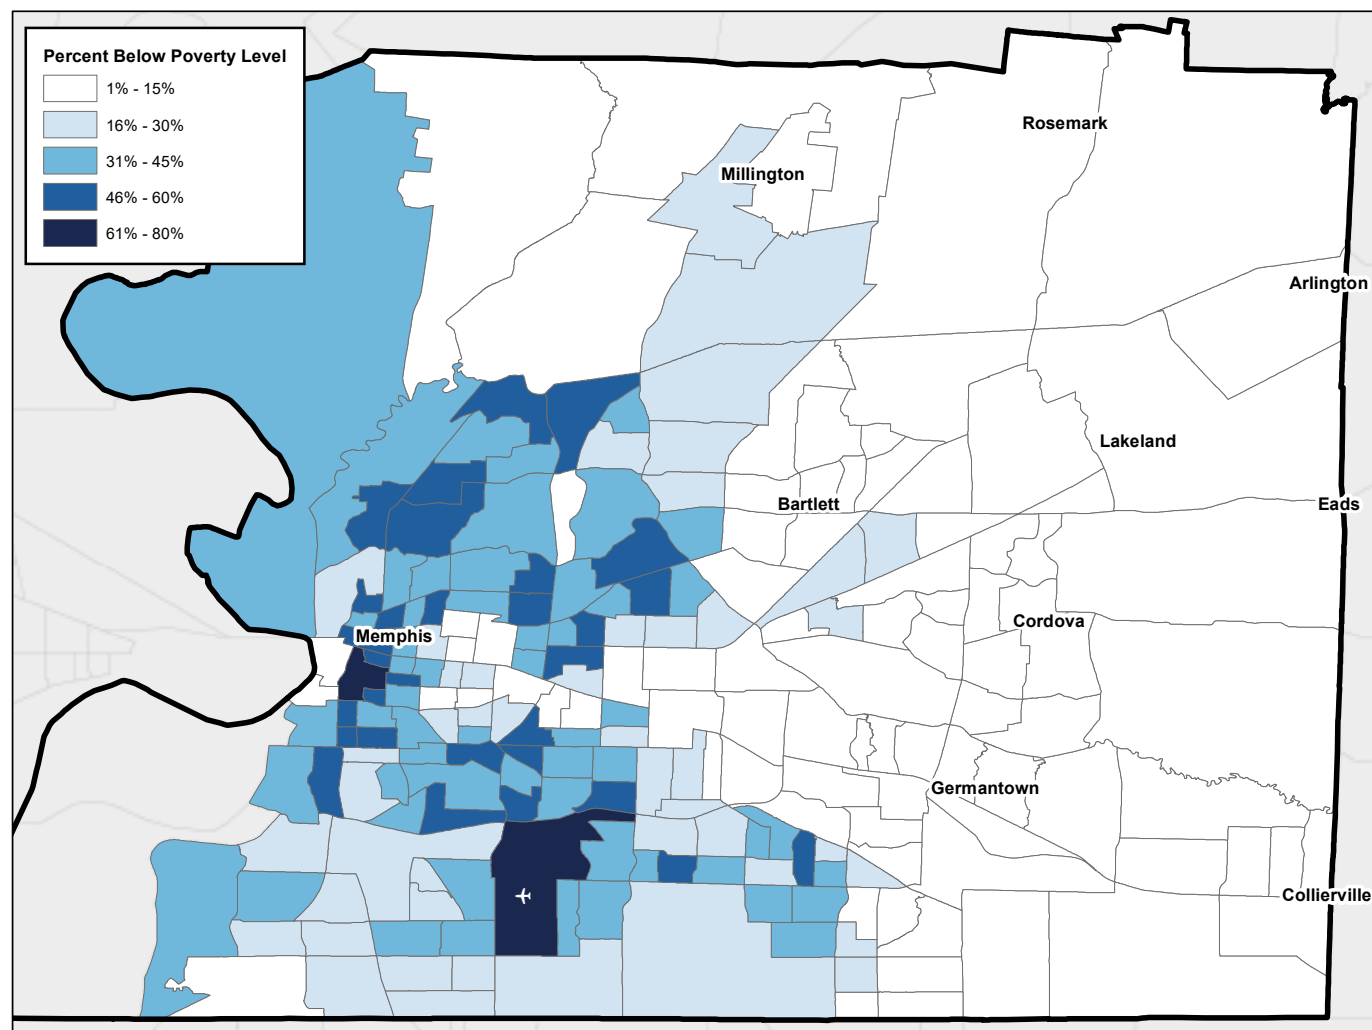 Percent Below Poverty Level
1% - 15%
16% - 30%
31% - 45%
46% - 60%
61% - 80%
Rosemark
Millington
Arlington
Lakeland
Bartlett
Eads
Cordova
Memphis
Germantown
Collierville